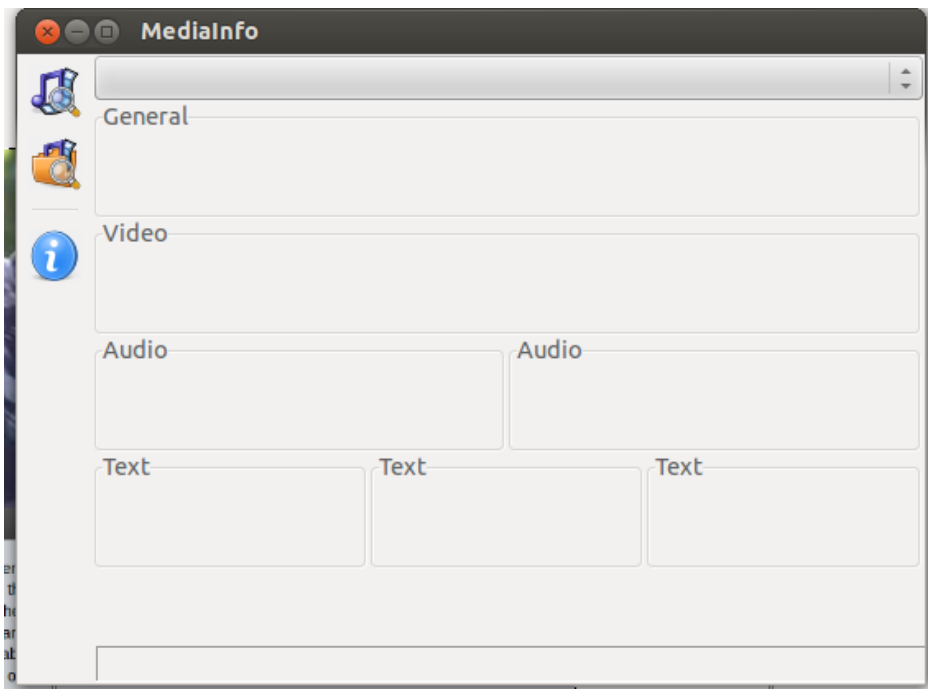 MediaInfo
General
Video
Audio Audio
Text Text Text